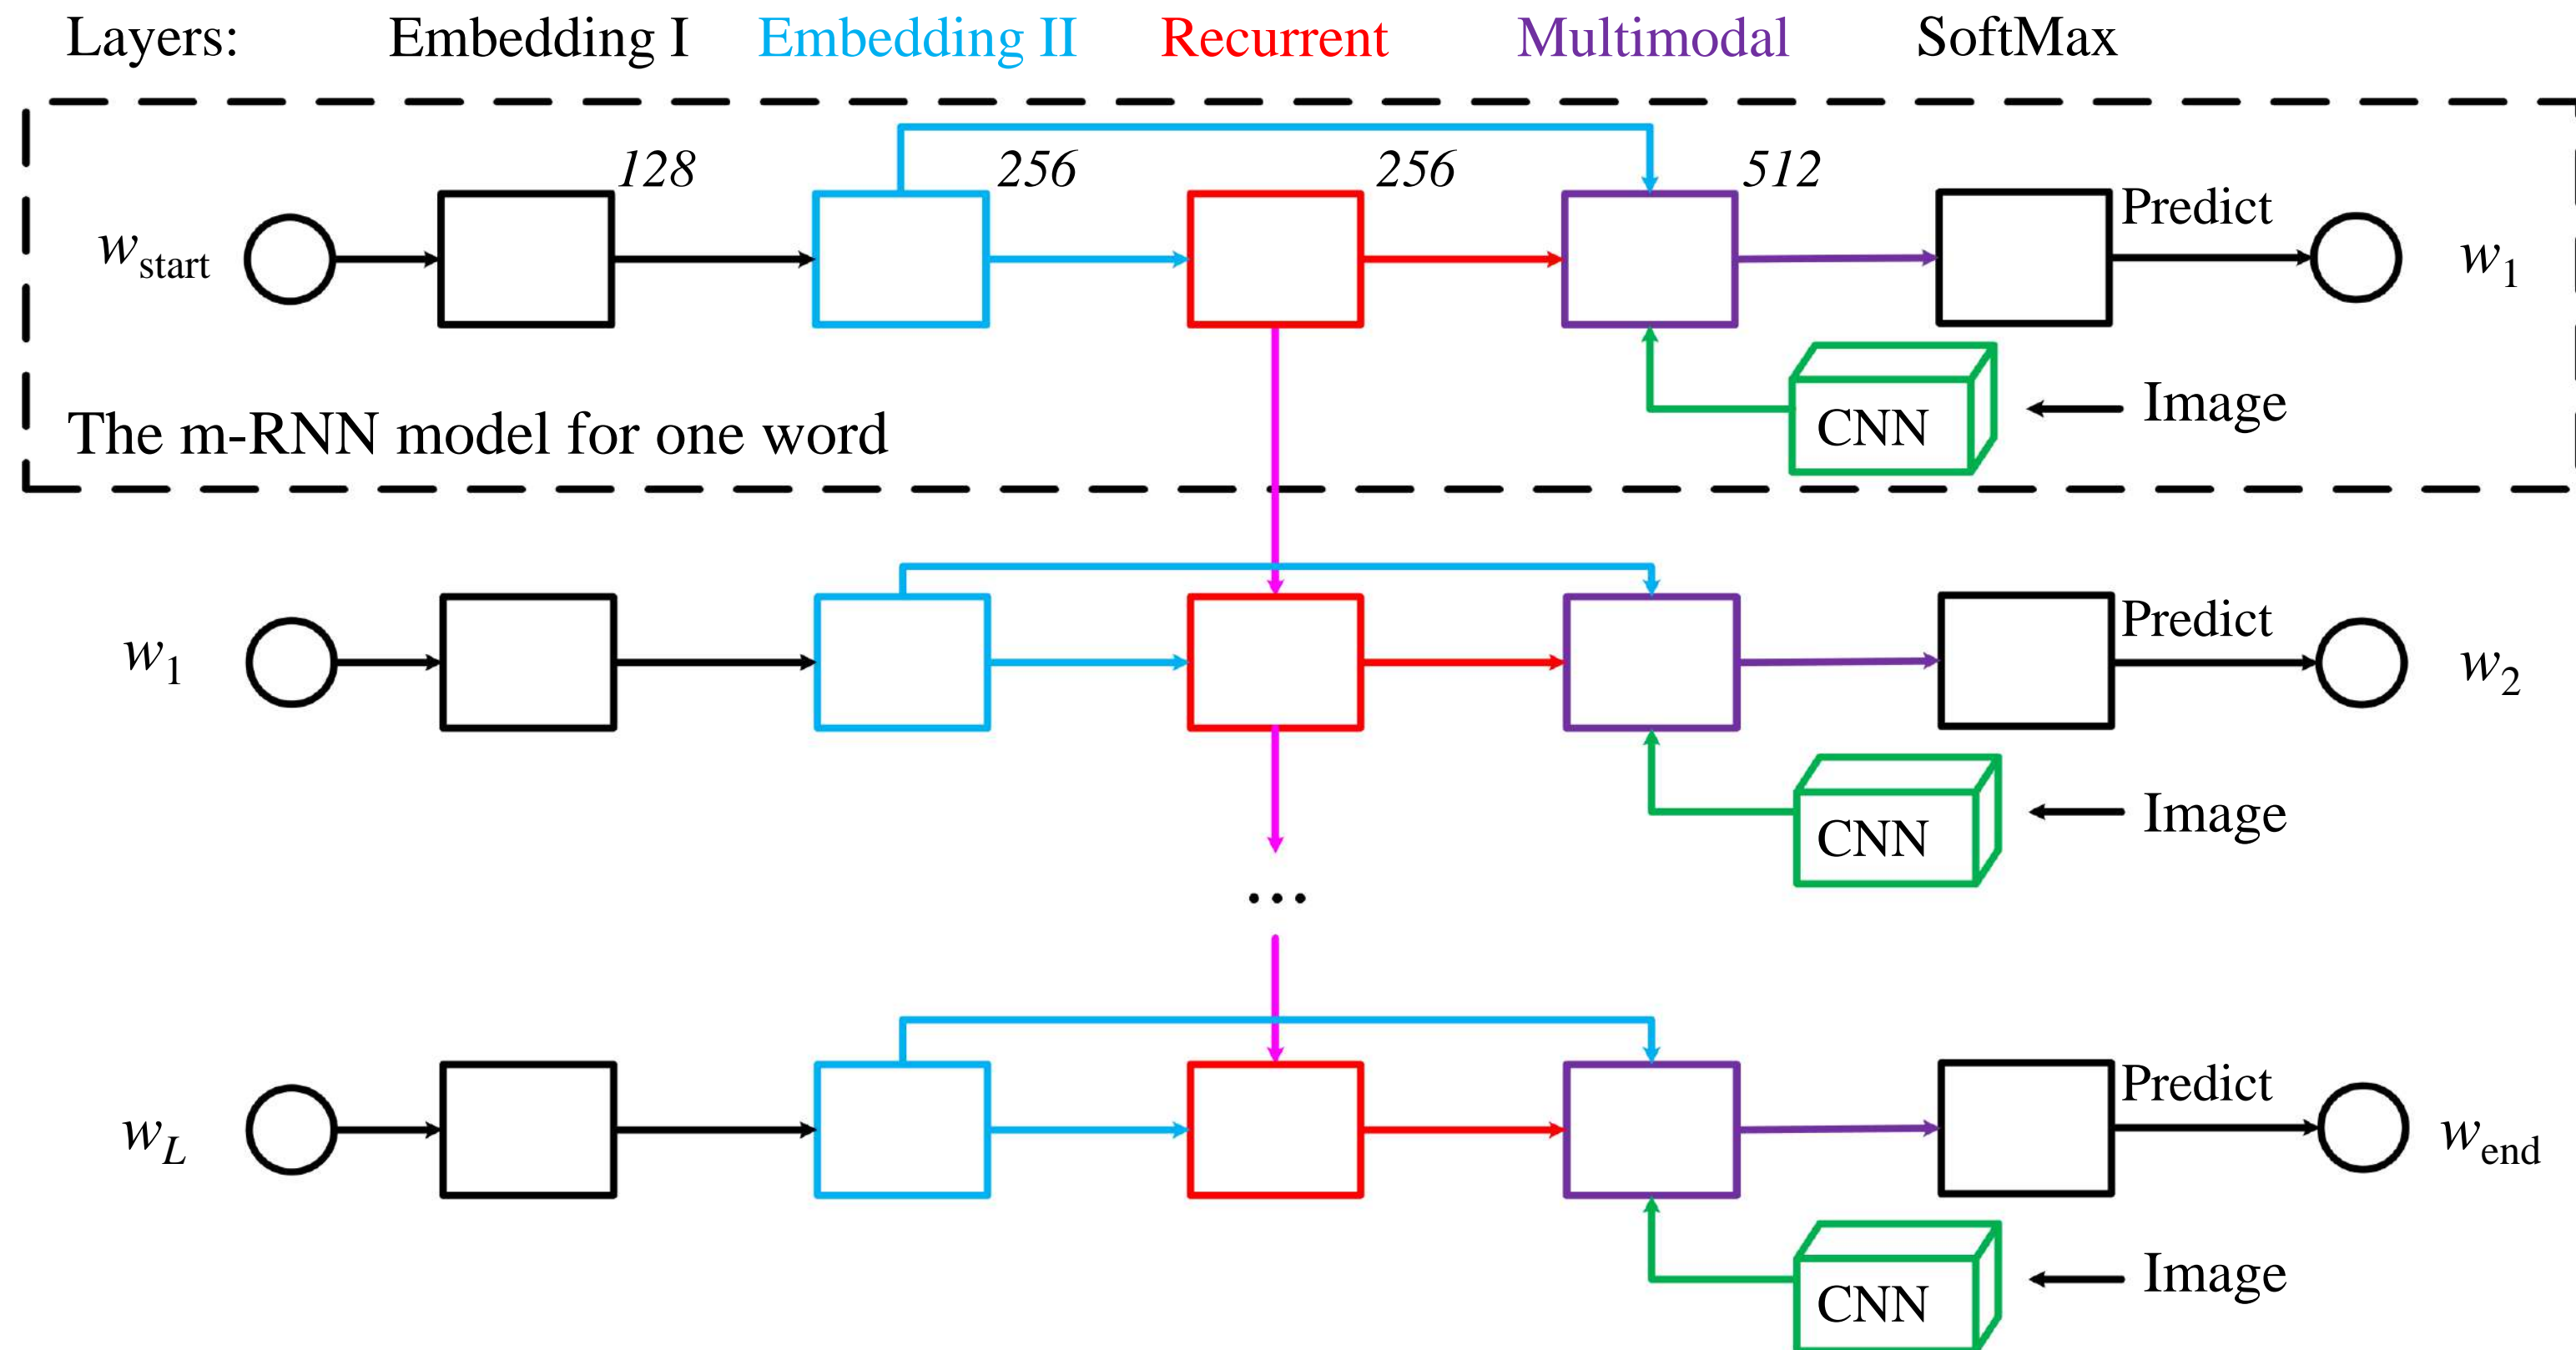 Layers: Embedding I Embedding II Recurrent Multimodal SoftMax
128 256 256 512
w_start Predict w_1
CNN Image
The m-RNN model for one word
w_1 Predict w_2
CNN Image
...
w_L Predict w_end
CNN Image